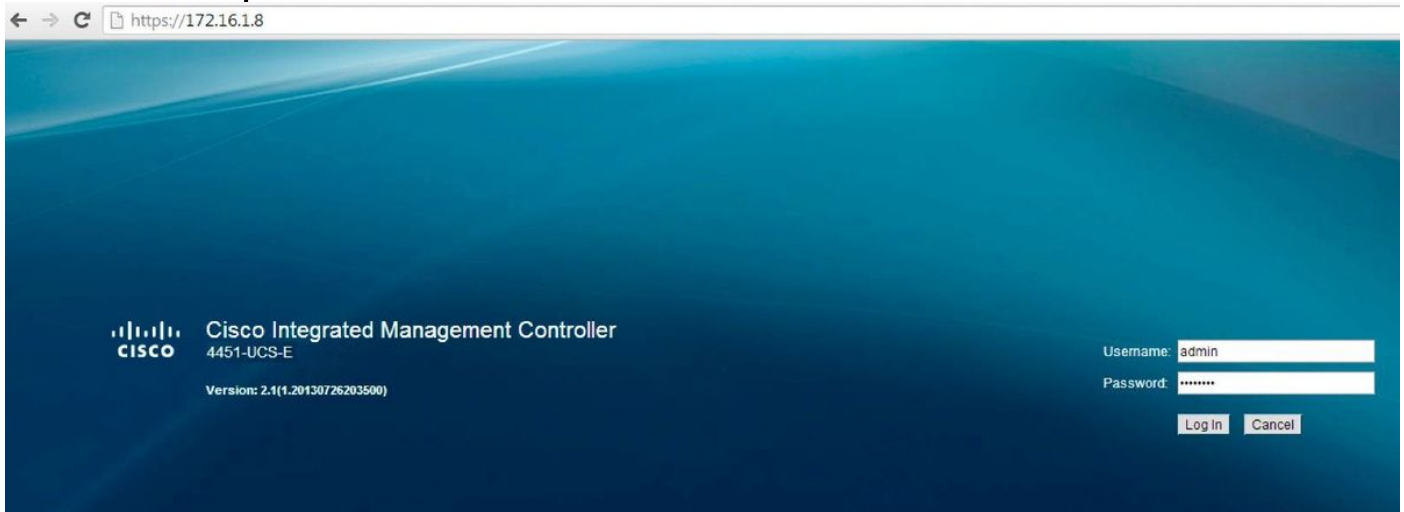 https://172.16.1.8
CISCO
Cisco Integrated Management Controller
4451-UCS-E
Version: 2.1(1.20130726203500)
Username: admin
Password: ••••••••
Log In Cancel